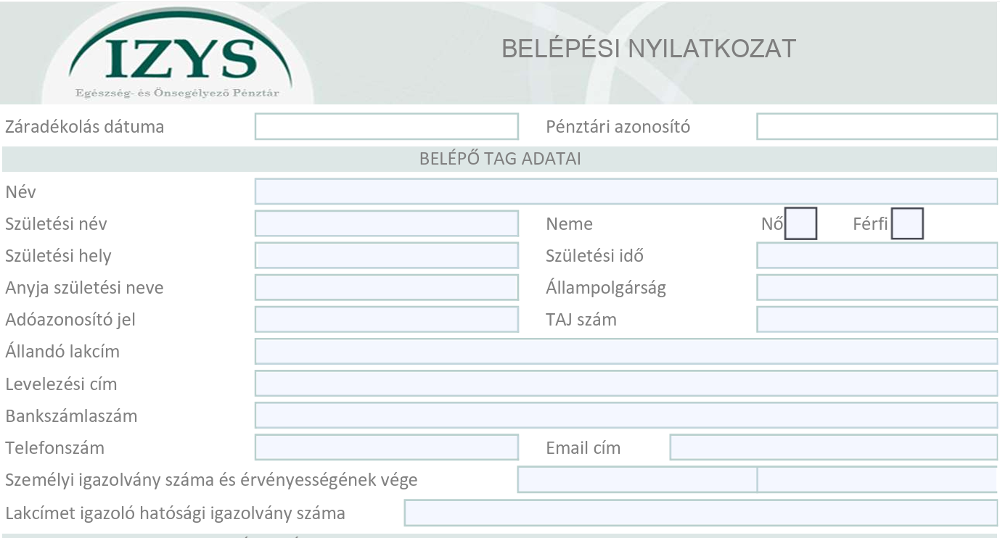 IZYS
Egészség- és Önsegélyező Pénztár
BELÉPÉSI NYILATKOZAT
Záradékolás dátuma Pénztári azonosító
BELÉPŐ TAG ADATAI
Név
Születési név Neme Nő Férfi
Születési hely Születési idő
Anyja születési neve Állampolgárság
Adóazonosító jel TAJ szám
Állandó lakcím
Levelezési cím
Bankszámlaszám
Telefonszám Email cím
Személyi igazolvány száma és érvényességének vége
Lakcímet igazoló hatósági igazolvány száma